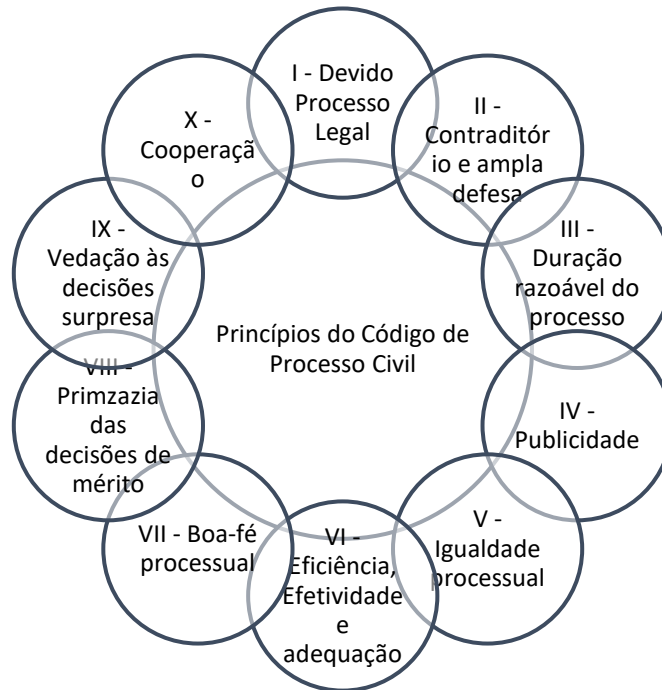 I - Devido
Processo
Legal
II -
Contraditór
io e ampla
defesa
III -
Duração
razoável do
processo
IV -
Publicidade
V -
Igualdade
processual
VI -
Eficiência,
Efetividade
e
adequação
VII - Boa-fé
processual
VIII -
Primzazia
das
decisões de
mérito
IX -
Vedação às
decisões
surpresa
X -
Cooperaçã
o
Princípios do Código de
Processo Civil